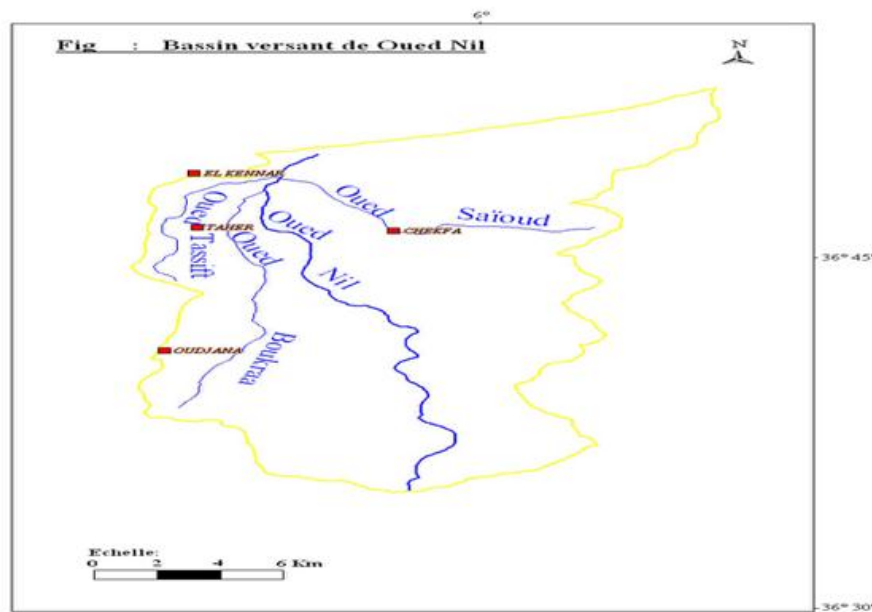 6°
Fig : Bassin versant de Oued Nil
N
EL KENNAR
Oued Tassift
TAHER
Oued Boukraa
Oued Nil
Oued Saïoud
CHEKFA
36° 45'
OUDJANA
Echelle:
0 2 4 6 Km
36° 30'